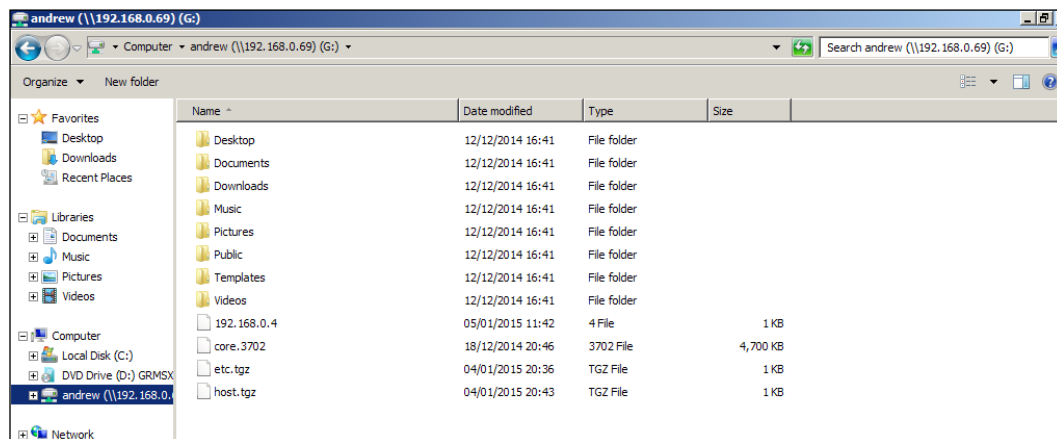 andrew (\\192.168.0.69) (G:)
Computer andrew (\\192.168.0.69) (G:)
Search andrew (\\192.168.0.69) (G:)
Organize New folder
Name Date modified Type Size
Favorites
Desktop
Downloads
Recent Places
Libraries
Documents
Music
Pictures
Videos
Computer
Local Disk (C:)
DVD Drive (D:) GRMSX
andrew (\\192.168.0.
Network
Desktop 12/12/2014 16:41 File folder
Documents 12/12/2014 16:41 File folder
Downloads 12/12/2014 16:41 File folder
Music 12/12/2014 16:41 File folder
Pictures 12/12/2014 16:41 File folder
Public 12/12/2014 16:41 File folder
Templates 12/12/2014 16:41 File folder
Videos 12/12/2014 16:41 File folder
192.168.0.4 05/01/2015 11:42 4 File 1 KB
core.3702 18/12/2014 20:46 3702 File 4,700 KB
etc.tgz 04/01/2015 20:36 TGZ File 1 KB
host.tgz 04/01/2015 20:43 TGZ File 1 KB